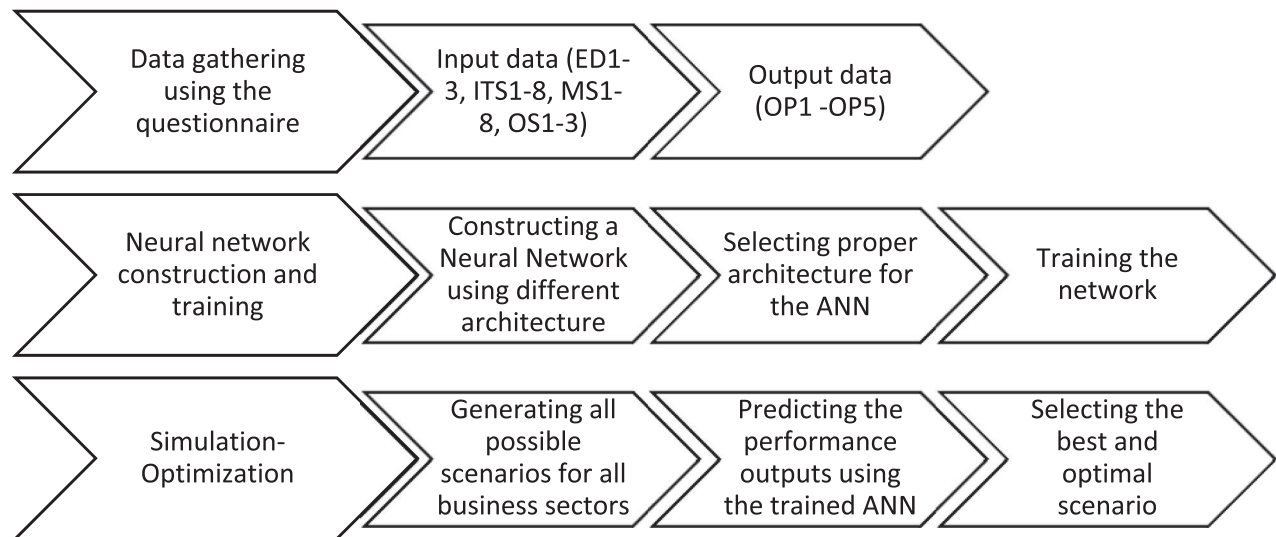 Data gathering
using the
questionnaire
Input data (ED1-
3, ITS1-8, MS1-
8, OS1-3)
Output data
(OP1 -OP5)
Neural network
construction and
training
Constructing a
Neural Network
using different
architecture
Selecting proper
architecture for
the ANN
Training the
network
Simulation-
Optimization
Generating all
possible
scenarios for all
business sectors
Predicting the
performance
outputs using
the trained ANN
Selecting the
best and
optimal
scenario